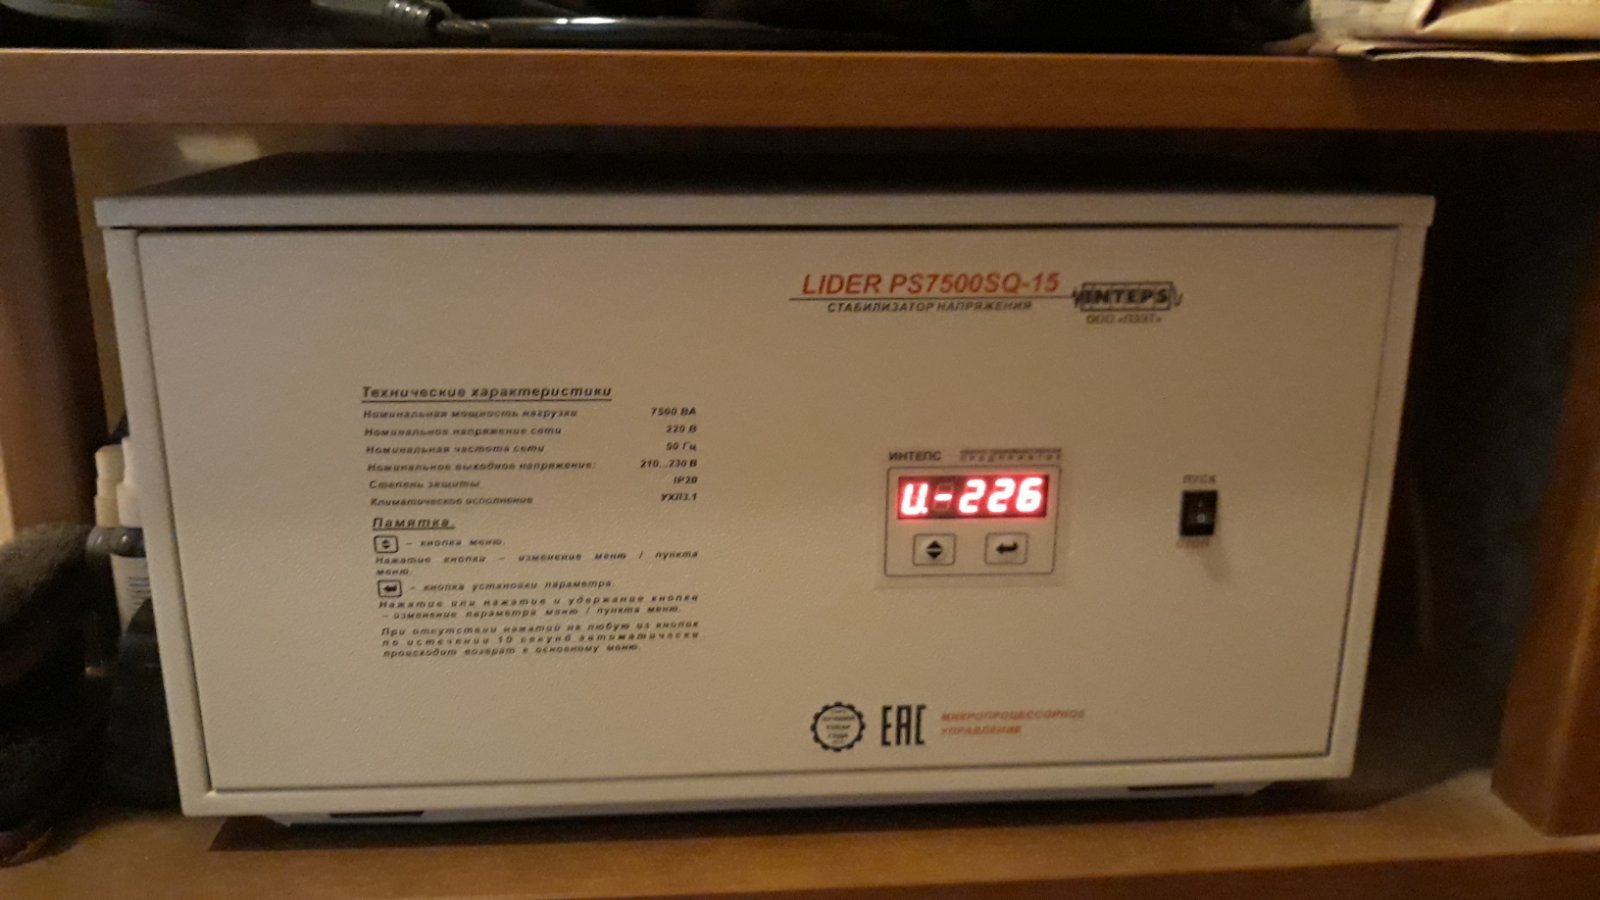 LIDER PS7500SQ-15
СТАБИЛИЗАТОР НАПРЯЖЕНИЯ
INTEPS
ООО «ЛЗЭТ»
Технические характеристики
Номинальная мощность нагрузки 7500 ВА
Номинальное напряжение сети 220 В
Номинальная частота сети 50 Гц
Номинальное выходное напряжение: 210...230 В
Степень защиты IP20
Климатическое исполнение УХЛ3.1
Памятка.
– кнопка меню.
Нажатие кнопки – изменение меню / пункта
меню.
– кнопка установки параметра.
Нажатие или нажатие и удержание кнопки
– изменение параметра меню / пункта меню.
При отсутствии нажатий на любую из кнопок
по истечении 10 секунд автоматически
происходит возврат к основному меню.
ИНТЕПС
U.-226
ПУСК
EAC
МИКРОПРОЦЕССОРНОЕ
УПРАВЛЕНИЕ